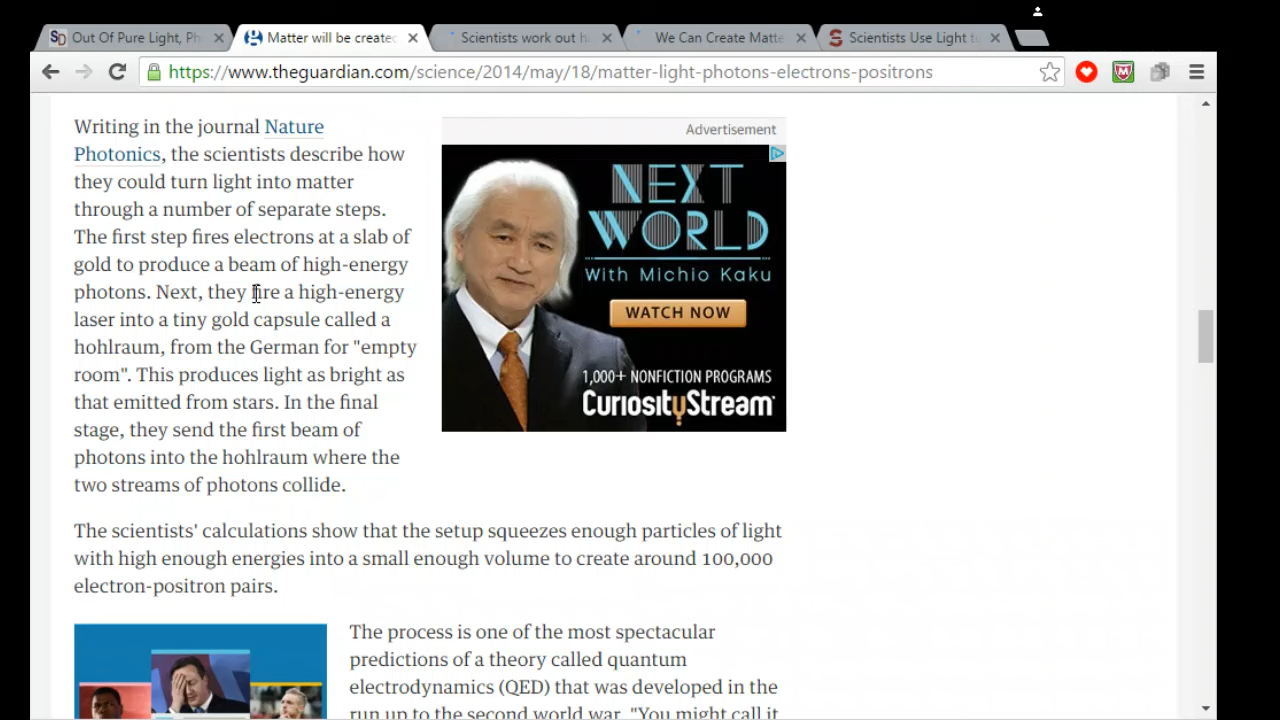 Out Of Pure Light, Ph
Matter will be create
Scientists work out h
We Can Create Matte
Scientists Use Light t
https://www.theguardian.com/science/2014/may/18/matter-light-photons-electrons-positrons
Writing in the journal Nature
Photonics, the scientists describe how
they could turn light into matter
through a number of separate steps.
The first step fires electrons at a slab of
gold to produce a beam of high-energy
photons. Next, they fire a high-energy
laser into a tiny gold capsule called a
hohlraum, from the German for "empty
room". This produces light as bright as
that emitted from stars. In the final
stage, they send the first beam of
photons into the hohlraum where the
two streams of photons collide.
Advertisement
NEXT
WORLD
With Michio Kaku
WATCH NOW
1,000+ NONFICTION PROGRAMS
CURIOSITYSTREAM
The scientists' calculations show that the setup squeezes enough particles of light
with high enough energies into a small enough volume to create around 100,000
electron-positron pairs.
The process is one of the most spectacular
predictions of a theory called quantum
electrodynamics (QED) that was developed in the
run up to the second world war. "You might call it